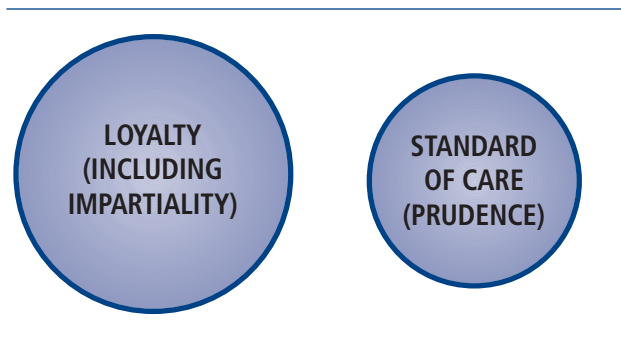 LOYALTY
(INCLUDING
IMPARTIALITY)
STANDARD
OF CARE
(PRUDENCE)